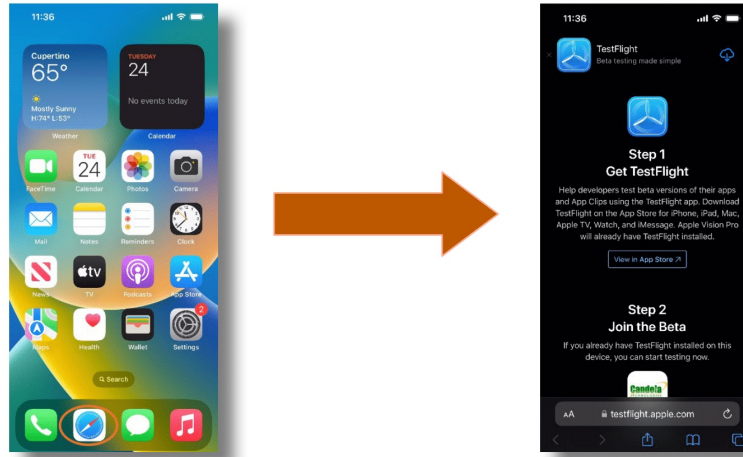 11:36
Cupertino
65°
Mostly Sunny
H:74° L:53°
Weather
TUESDAY
24
No events today
Calendar
FaceTime
TUE
24
Calendar
Photos
Camera
Mail
Notes
Reminders
Clock
News
tv
TV
Podcasts
App Store
Maps
Health
Wallet
2
Settings
Search
11:36
TestFlight
Beta testing made simple
Step 1
Get TestFlight
Help developers test beta versions of their apps
and App Clips using the TestFlight app. Download
TestFlight on the App Store for iPhone, iPad, Mac,
Apple TV, Watch, and iMessage. Apple Vision Pro
will already have TestFlight installed.
View in App Store ↗
Step 2
Join the Beta
If you already have TestFlight installed on this
device, you can start testing now.
Candela
AA
testflight.apple.com